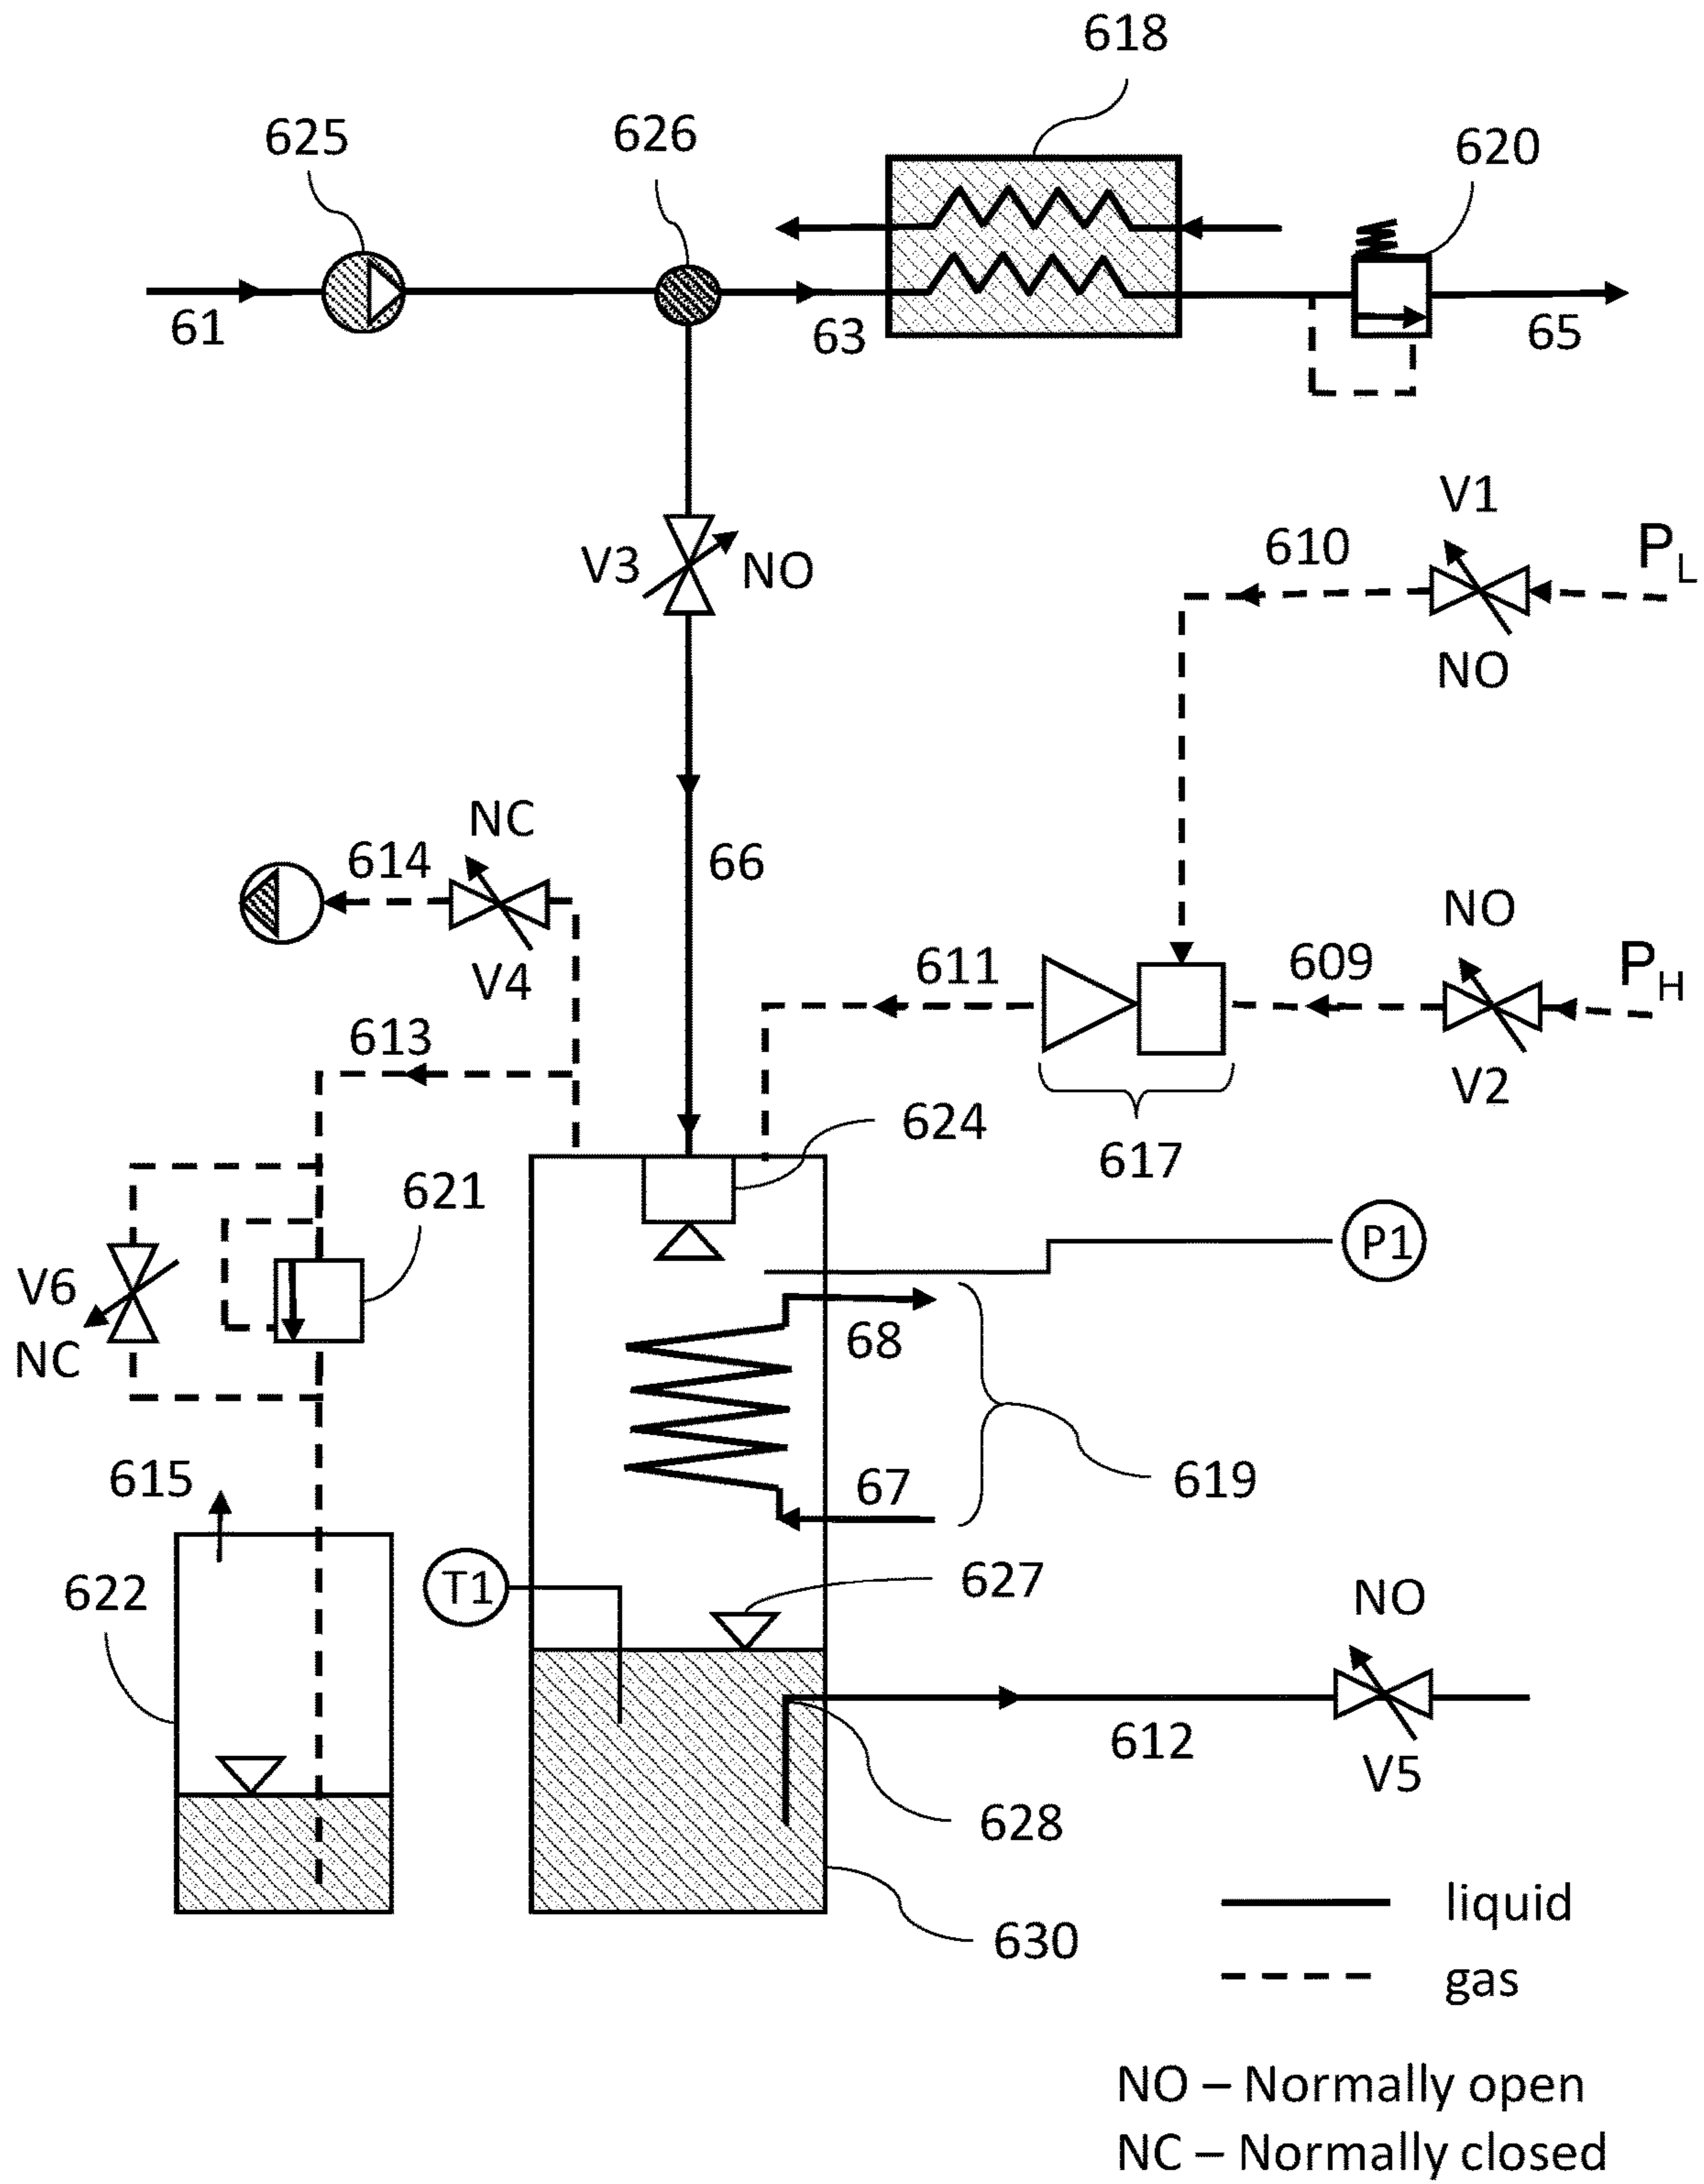 618
625
626
620
61
63
65
V1
610
PL
V3
NO
NO
NC
614
66
NO
V4
611
609
PH
613
V2
624
617
621
P1
V6
68
NC
615
67
619
T1
627
622
NO
612
V5
628
liquid
630
gas
NO – Normally open
NC – Normally closed